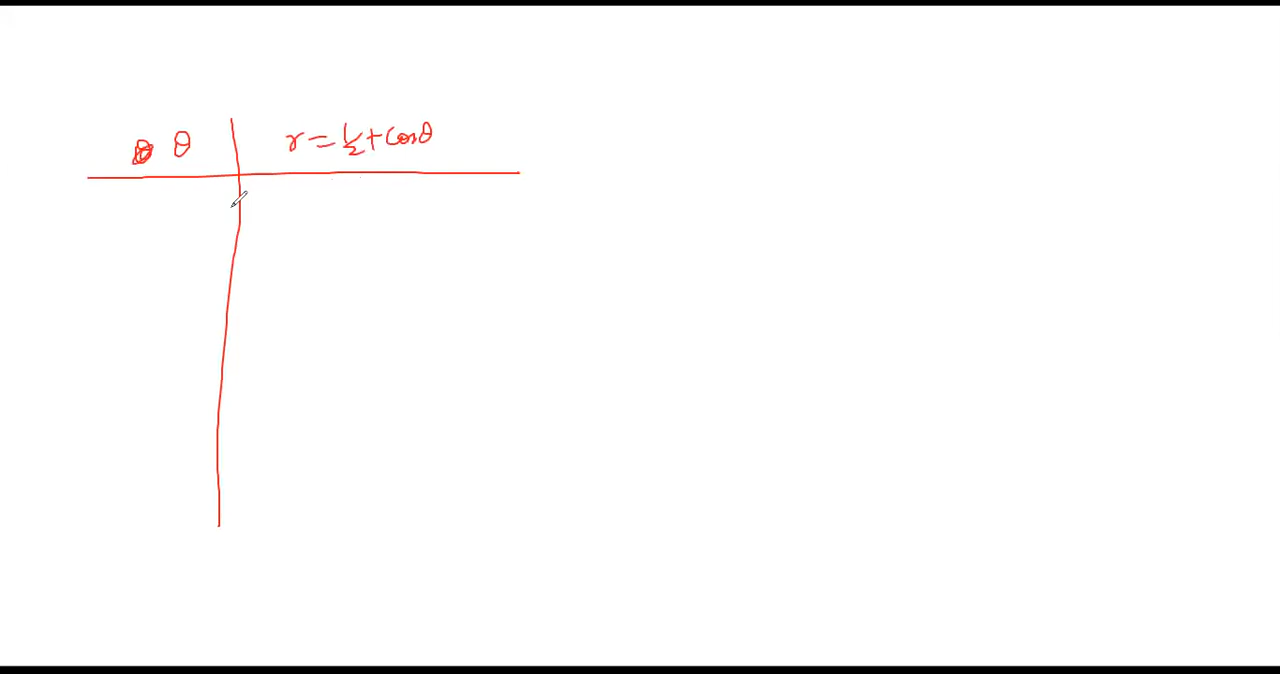 θ r = 1/2 + cosθ